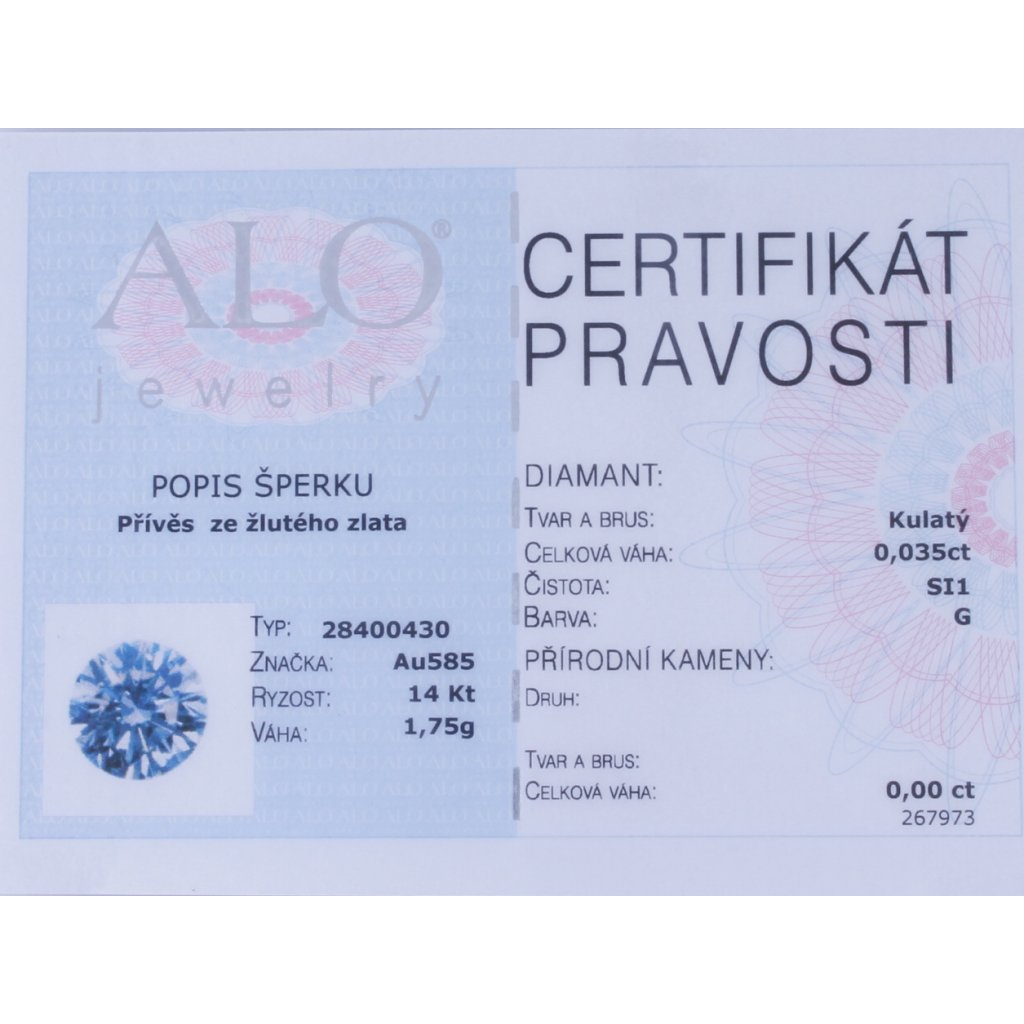 ALO®
jewelry
POPIS ŠPERKU
Přívěs ze žlutého zlata
TYP: 28400430
ZNAČKA: Au585
RYZOST: 14 Kt
VÁHA: 1,75g
CERTIFIKÁT
PRAVOSTI
DIAMANT:
TVAR A BRUS: Kulatý
CELKOVÁ VÁHA: 0,035ct
ČISTOTA: SI1
BARVA: G
PŘÍRODNÍ KAMENY:
DRUH:
TVAR A BRUS:
CELKOVÁ VÁHA: 0,00 ct
267973